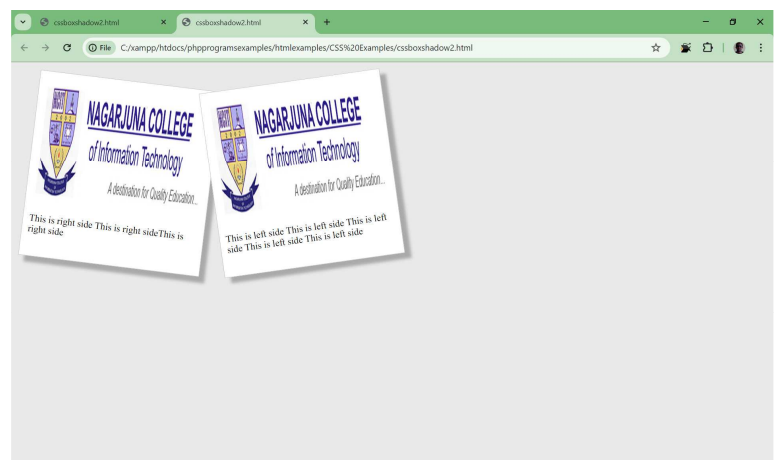 cssboxshadow2.html
cssboxshadow2.html
File C:/xampp/htdocs/phpprogramsexamples/htmlexamples/CSS%20Examples/cssboxshadow2.html
NAGARJUNA COLLEGE
of Information Technology
A destination for Quality Education...
This is right side This is right sideThis is
right side
NAGARJUNA COLLEGE
of Information Technology
A destination for Quality Education...
This is left side This is left side This is left
side This is left side This is left side